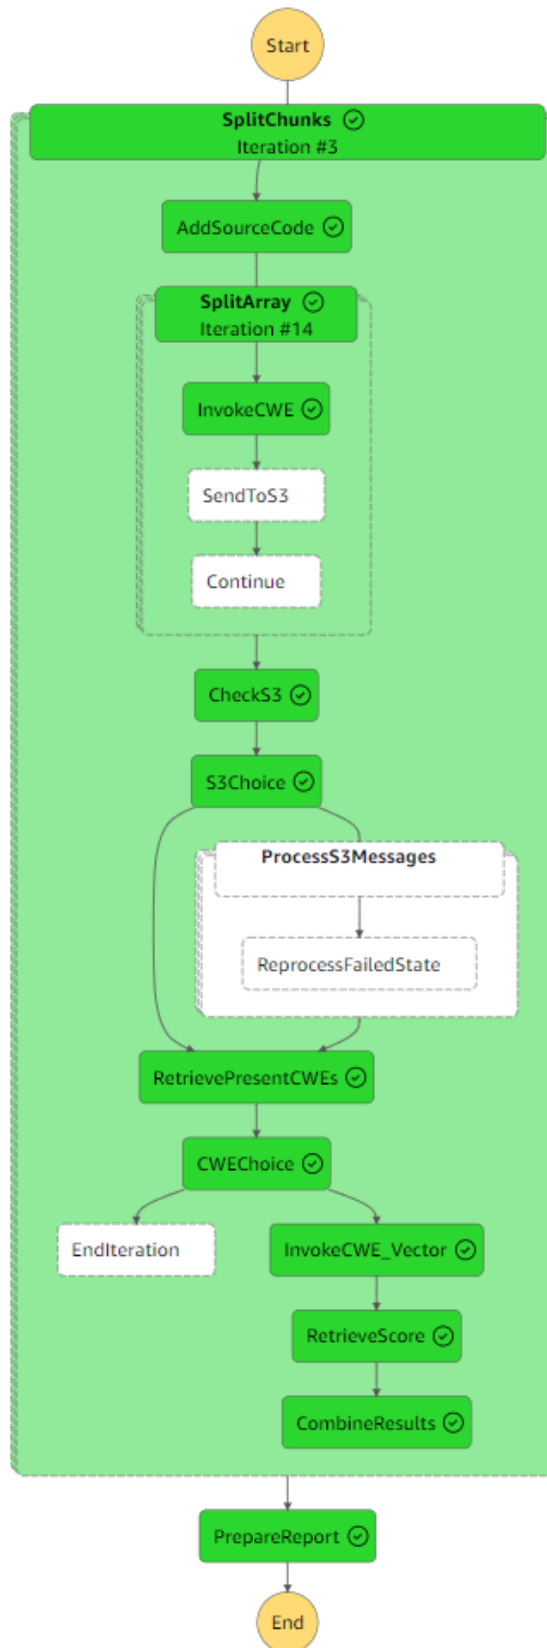 Start
SplitChunks
Iteration #3
AddSourceCode
SplitArray
Iteration #14
InvokeCWE
SendToS3
Continue
CheckS3
S3Choice
ProcessS3Messages
ReprocessFailedState
RetrievePresentCWEs
CWEChoice
EndIteration
InvokeCWE_Vector
RetrieveScore
CombineResults
PrepareReport
End